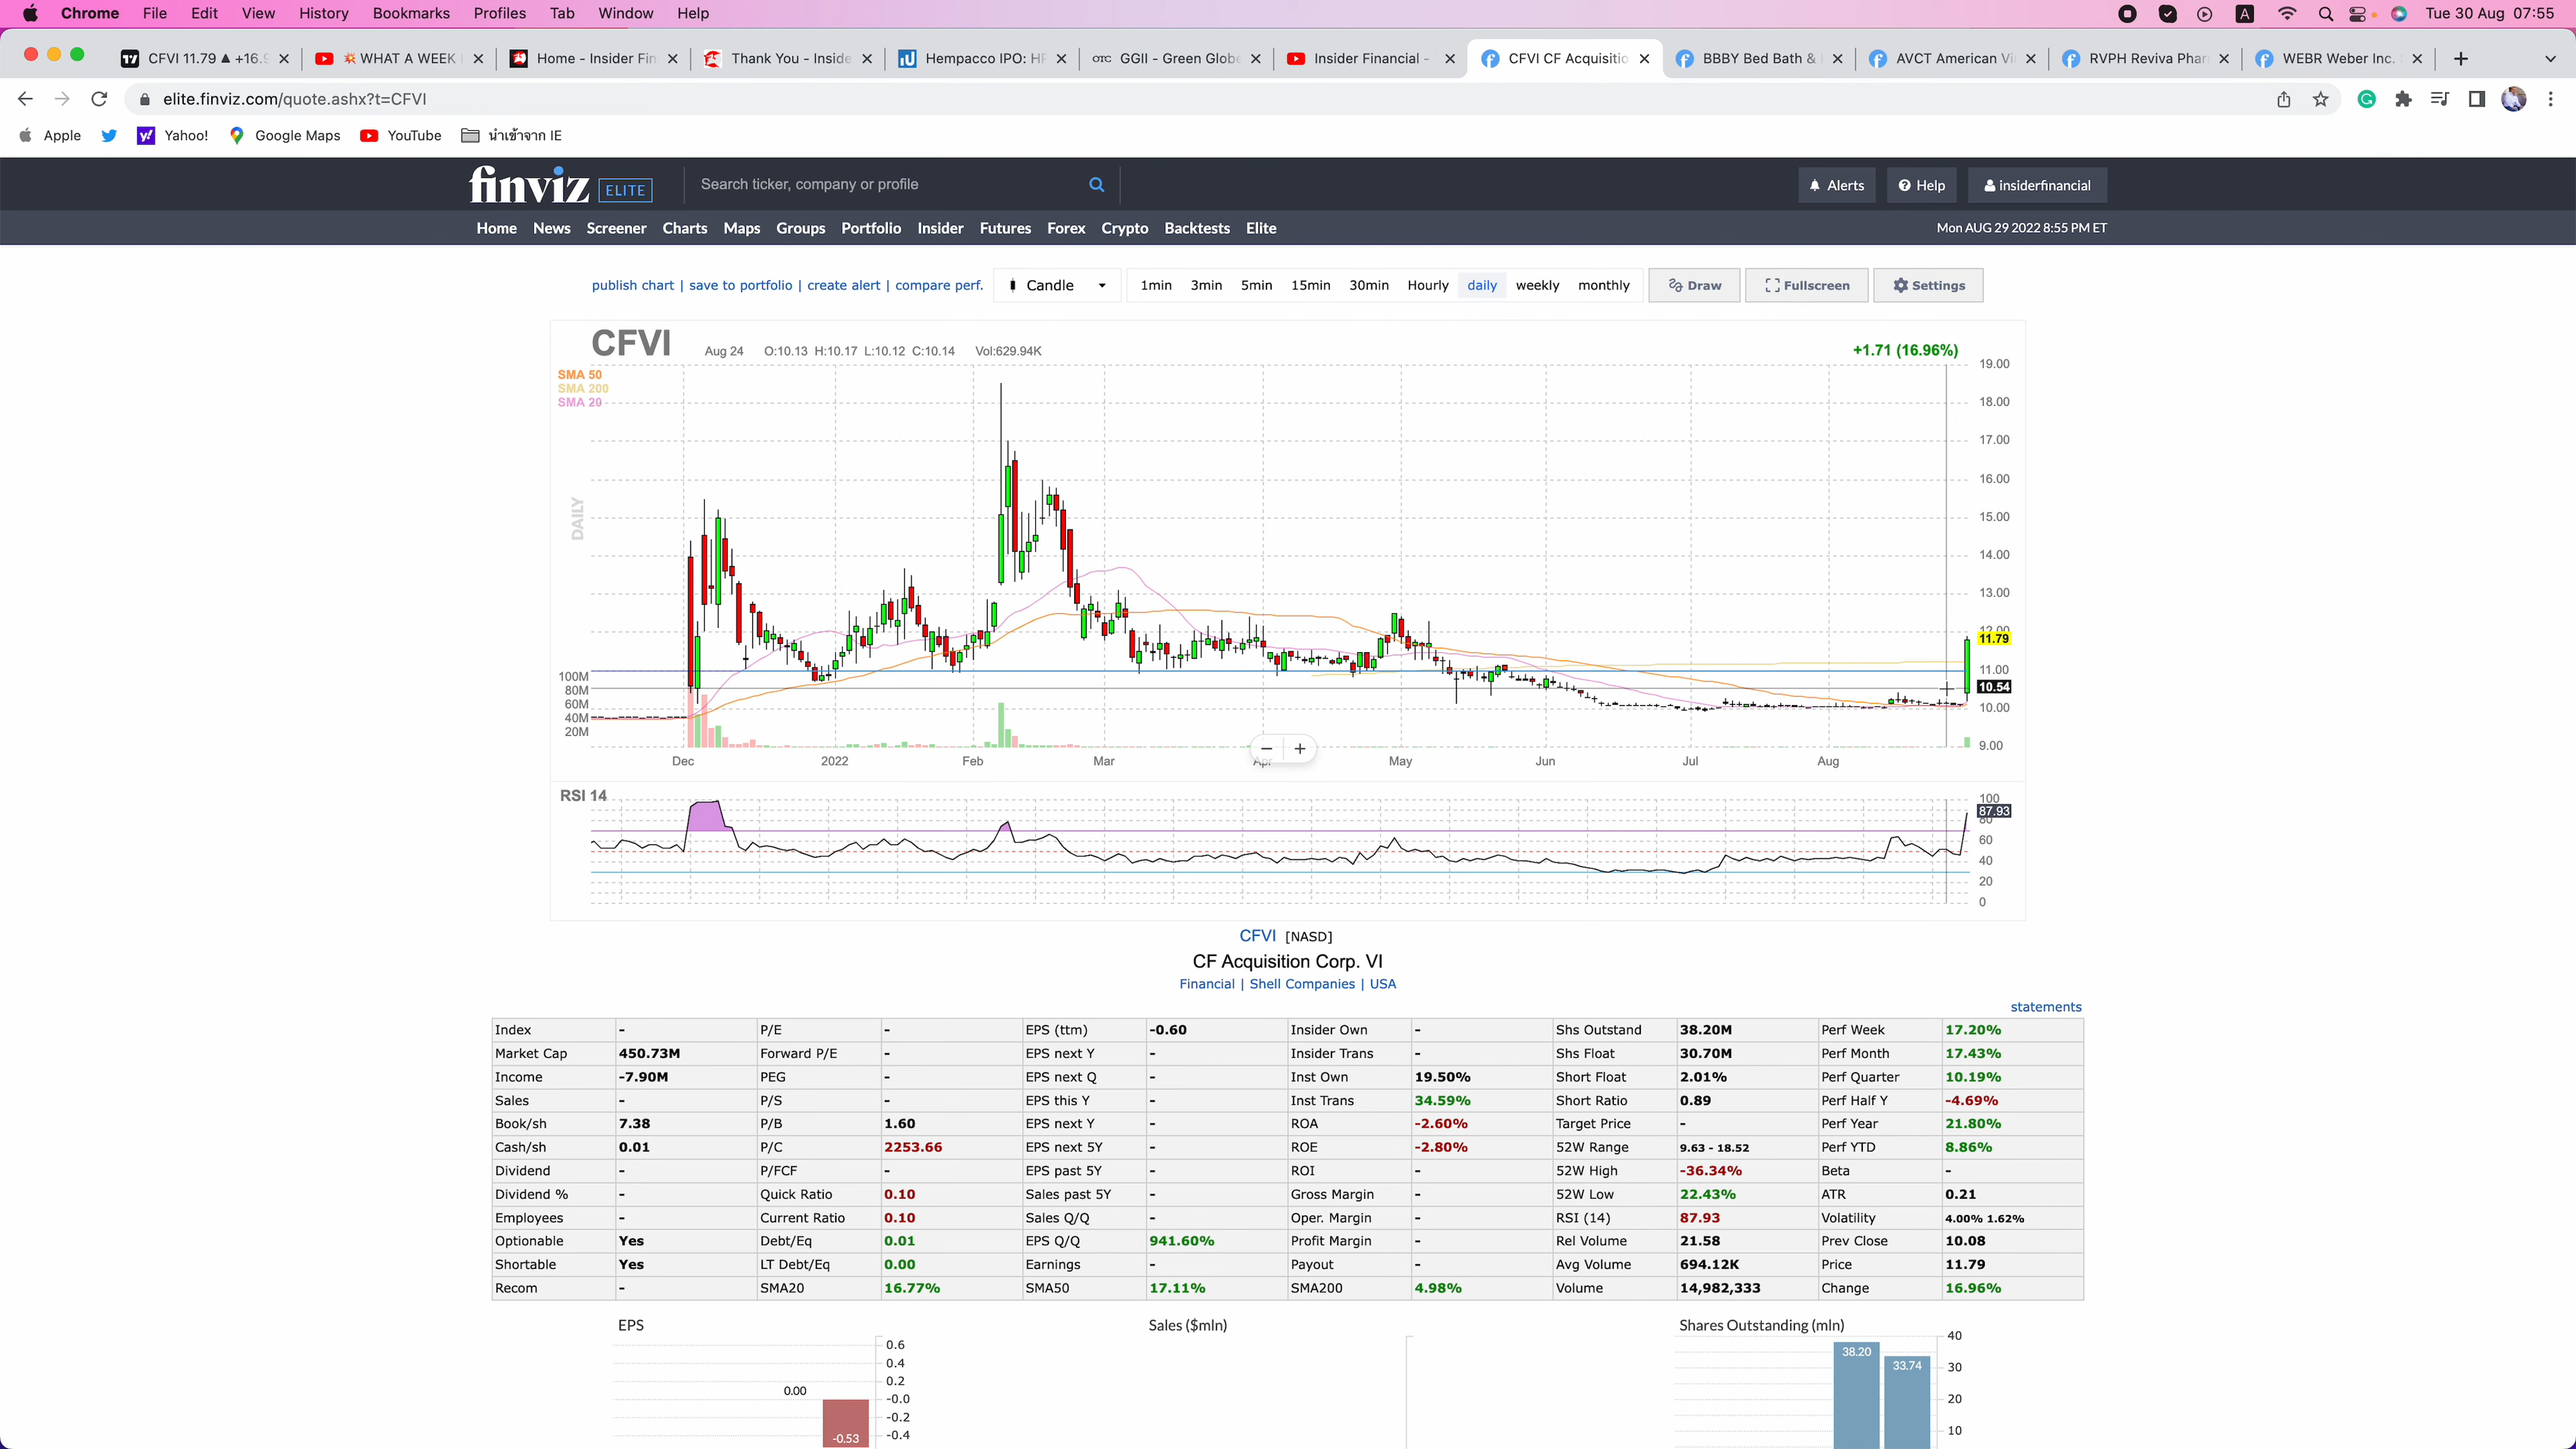 Chrome File Edit View History Bookmarks Profiles Tab Window Help A Tue 30 Aug 07:55
CFVI 11.79 ▲ +16.9 WHAT A WEEK Home - Insider Fin Thank You - Inside Hempacco IPO: HP OTC GGII - Green Globe Insider Financial - CFVI CF Acquisitio BBBY Bed Bath & AVCT American Vi RVPH Reviva Phar WEBR Weber Inc.
elite.finviz.com/quote.ashx?t=CFVI
Apple Yahoo! Google Maps YouTube นำเข้าจาก IE
finviz ELITE Search ticker, company or profile Alerts Help insiderfinancial
Home News Screener Charts Maps Groups Portfolio Insider Futures Forex Crypto Backtests Elite Mon AUG 29 2022 8:55 PM ET
publish chart | save to portfolio | create alert | compare perf. Candle 1min 3min 5min 15min 30min Hourly daily weekly monthly Draw Fullscreen Settings
CFVI Aug 24 O:10.13 H:10.17 L:10.12 C:10.14 Vol:629.94K +1.71 (16.96%)
SMA 50
SMA 200
SMA 20
DAILY
19.00
18.00
17.00
16.00
15.00
14.00
13.00
12.00
11.79
11.00
10.54
10.00
9.00
100M
80M
60M
40M
20M
Dec 2022 Feb Mar Apr May Jun Jul Aug
RSI 14
100
87.93
80
60
40
20
0
CFVI [NASD]
CF Acquisition Corp. VI
Financial | Shell Companies | USA
statements
Index - P/E - EPS (ttm) -0.60 Insider Own - Shs Outstand 38.20M Perf Week 17.20%
Market Cap 450.73M Forward P/E - EPS next Y - Insider Trans - Shs Float 30.70M Perf Month 17.43%
Income -7.90M PEG - EPS next Q - Inst Own 19.50% Short Float 2.01% Perf Quarter 10.19%
Sales - P/S - EPS this Y - Inst Trans 34.59% Short Ratio 0.89 Perf Half Y -4.69%
Book/sh 7.38 P/B 1.60 EPS next Y - ROA -2.60% Target Price - Perf Year 21.80%
Cash/sh 0.01 P/C 2253.66 EPS next 5Y - ROE -2.80% 52W Range 9.63 - 18.52 Perf YTD 8.86%
Dividend - P/FCF - EPS past 5Y - ROI - 52W High -36.34% Beta -
Dividend % - Quick Ratio 0.10 Sales past 5Y - Gross Margin - 52W Low 22.43% ATR 0.21
Employees - Current Ratio 0.10 Sales Q/Q - Oper. Margin - RSI (14) 87.93 Volatility 4.00% 1.62%
Optionable Yes Debt/Eq 0.01 EPS Q/Q 941.60% Profit Margin - Rel Volume 21.58 Prev Close 10.08
Shortable Yes LT Debt/Eq 0.00 Earnings - Payout - Avg Volume 694.12K Price 11.79
Recom - SMA20 16.77% SMA50 17.11% SMA200 4.98% Volume 14,982,333 Change 16.96%
EPS Sales ($mln) Shares Outstanding (mln)
0.6
0.4
0.2
-0.0
-0.2
-0.4
0.00
-0.53
38.20
33.74
40
30
20
10